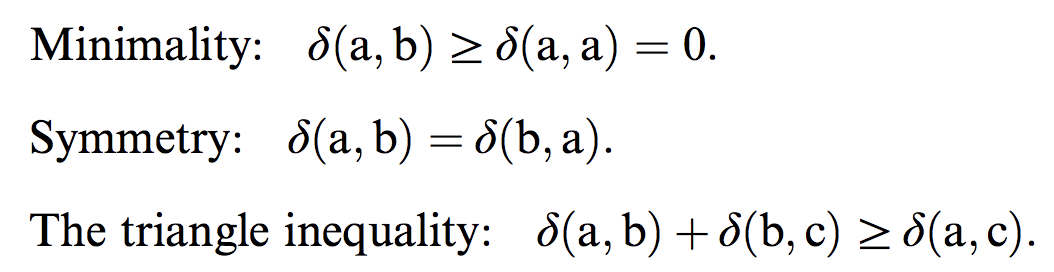 Minimality: δ(a, b) ≥ δ(a, a) = 0.
Symmetry: δ(a, b) = δ(b, a).
The triangle inequality: δ(a, b) + δ(b, c) ≥ δ(a, c).